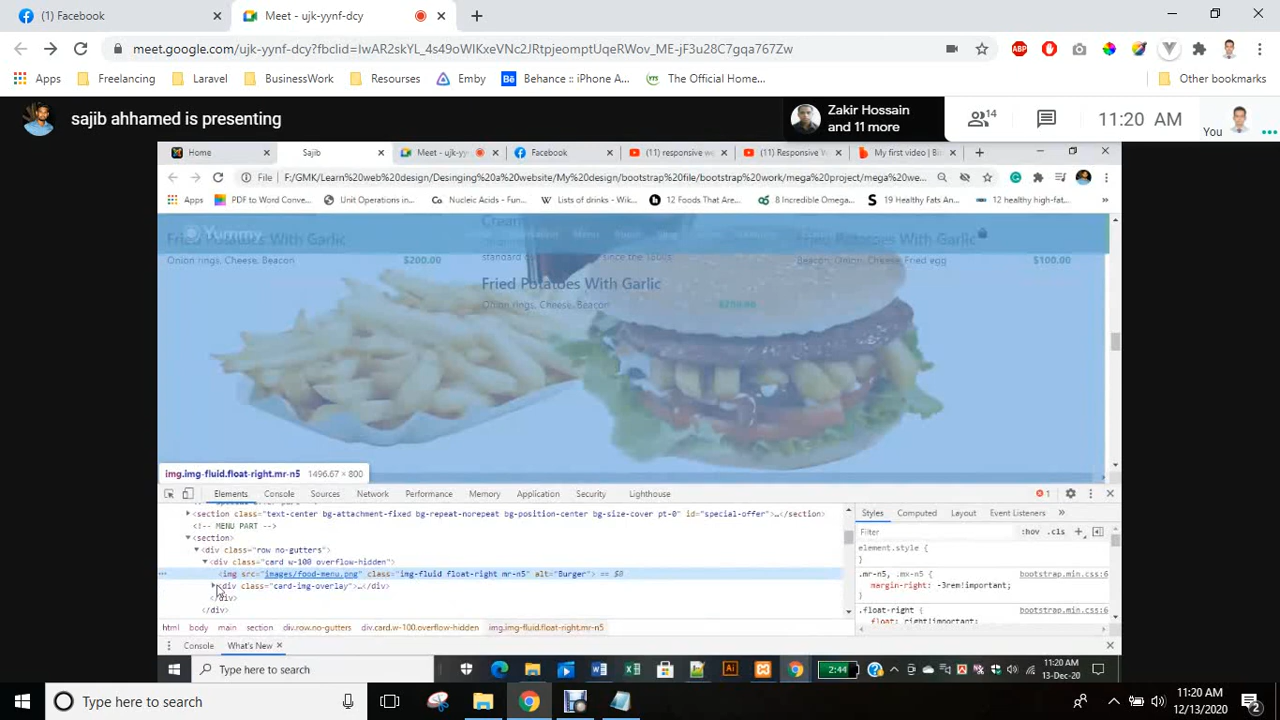 Facebook
Meet - ujk-yynf-dcy
meet.google.com/ujk-yynf-dcy?fbclid=IwAR2skYL_4s49oWIKxeVNc2JRtpjeomptUqeRWov_ME-jF3u28C7gqa767Zw
Apps Freelancing Laravel BusinessWork Resourses Emby Behance :: iPhone A... The Official Home... Other bookmarks
sajib ahhamed is presenting
Zakir Hossain
and 11 more
14
11:20 AM
You
Home Sajib Meet - ujk-yy Facebook (11) responsive we (11) Responsive W My first video | Bi
File F:/GMK/Learn%20web%20design/Desinging%20a%20website/My%20design/bootstrap%20file/bootstrap%20work/mega%20project/mega%20we...
Apps PDF to Word Conve... Unit Operations in... Nucleic Acids - Fun... Lists of drinks - Wik... 12 Foods That Are... 8 Incredible Omega... 19 Healthy Fats An... 12 healthy high-fat...
Yummy
Menu
Fried Potatoes With Garlic
Onion rings, Cheese, Beacon $200.00
standard since the
Fried Potatoes With Garlic
Onion rings, Cheese, Beacon $250.00
Fried Potatoes With Garlic
Beacon, Onion, Cheese, Fried egg $100.00
img.img-fluid.float-right.mr-n5 1496.67 × 800
Elements Console Sources Network Performance Memory Application Security Lighthouse 1
<section class="text-center bg-attachment-fixed bg-repeat-norepeat bg-position-center bg-size-cover pt-0" id="special-offer">…</section>
<!-- MENU PART -->
<section>
<div class="row no-gutters">
<div class="card w-100 overflow-hidden">
<img src="images/food-menu.png" class="img-fluid float-right mr-n5" alt="Burger"> == $0
<div class="card-img-overlay">…</div>
</div>
</div>
html body main section div.row.no-gutters div.card.w-100.overflow-hidden img.img-fluid.float-right.mr-n5
Styles Computed Layout Event Listeners
Filter :hov .cls
element.style {
}
.mr-n5, .mx-n5 { bootstrap.min.css:6
margin-right: -3rem!important;
}
.float-right { bootstrap.min.css:6
float: right!important;
Console What's New
Type here to search
2:44
11:20 AM
13-Dec-20
Type here to search
11:20 AM
12/13/2020
2